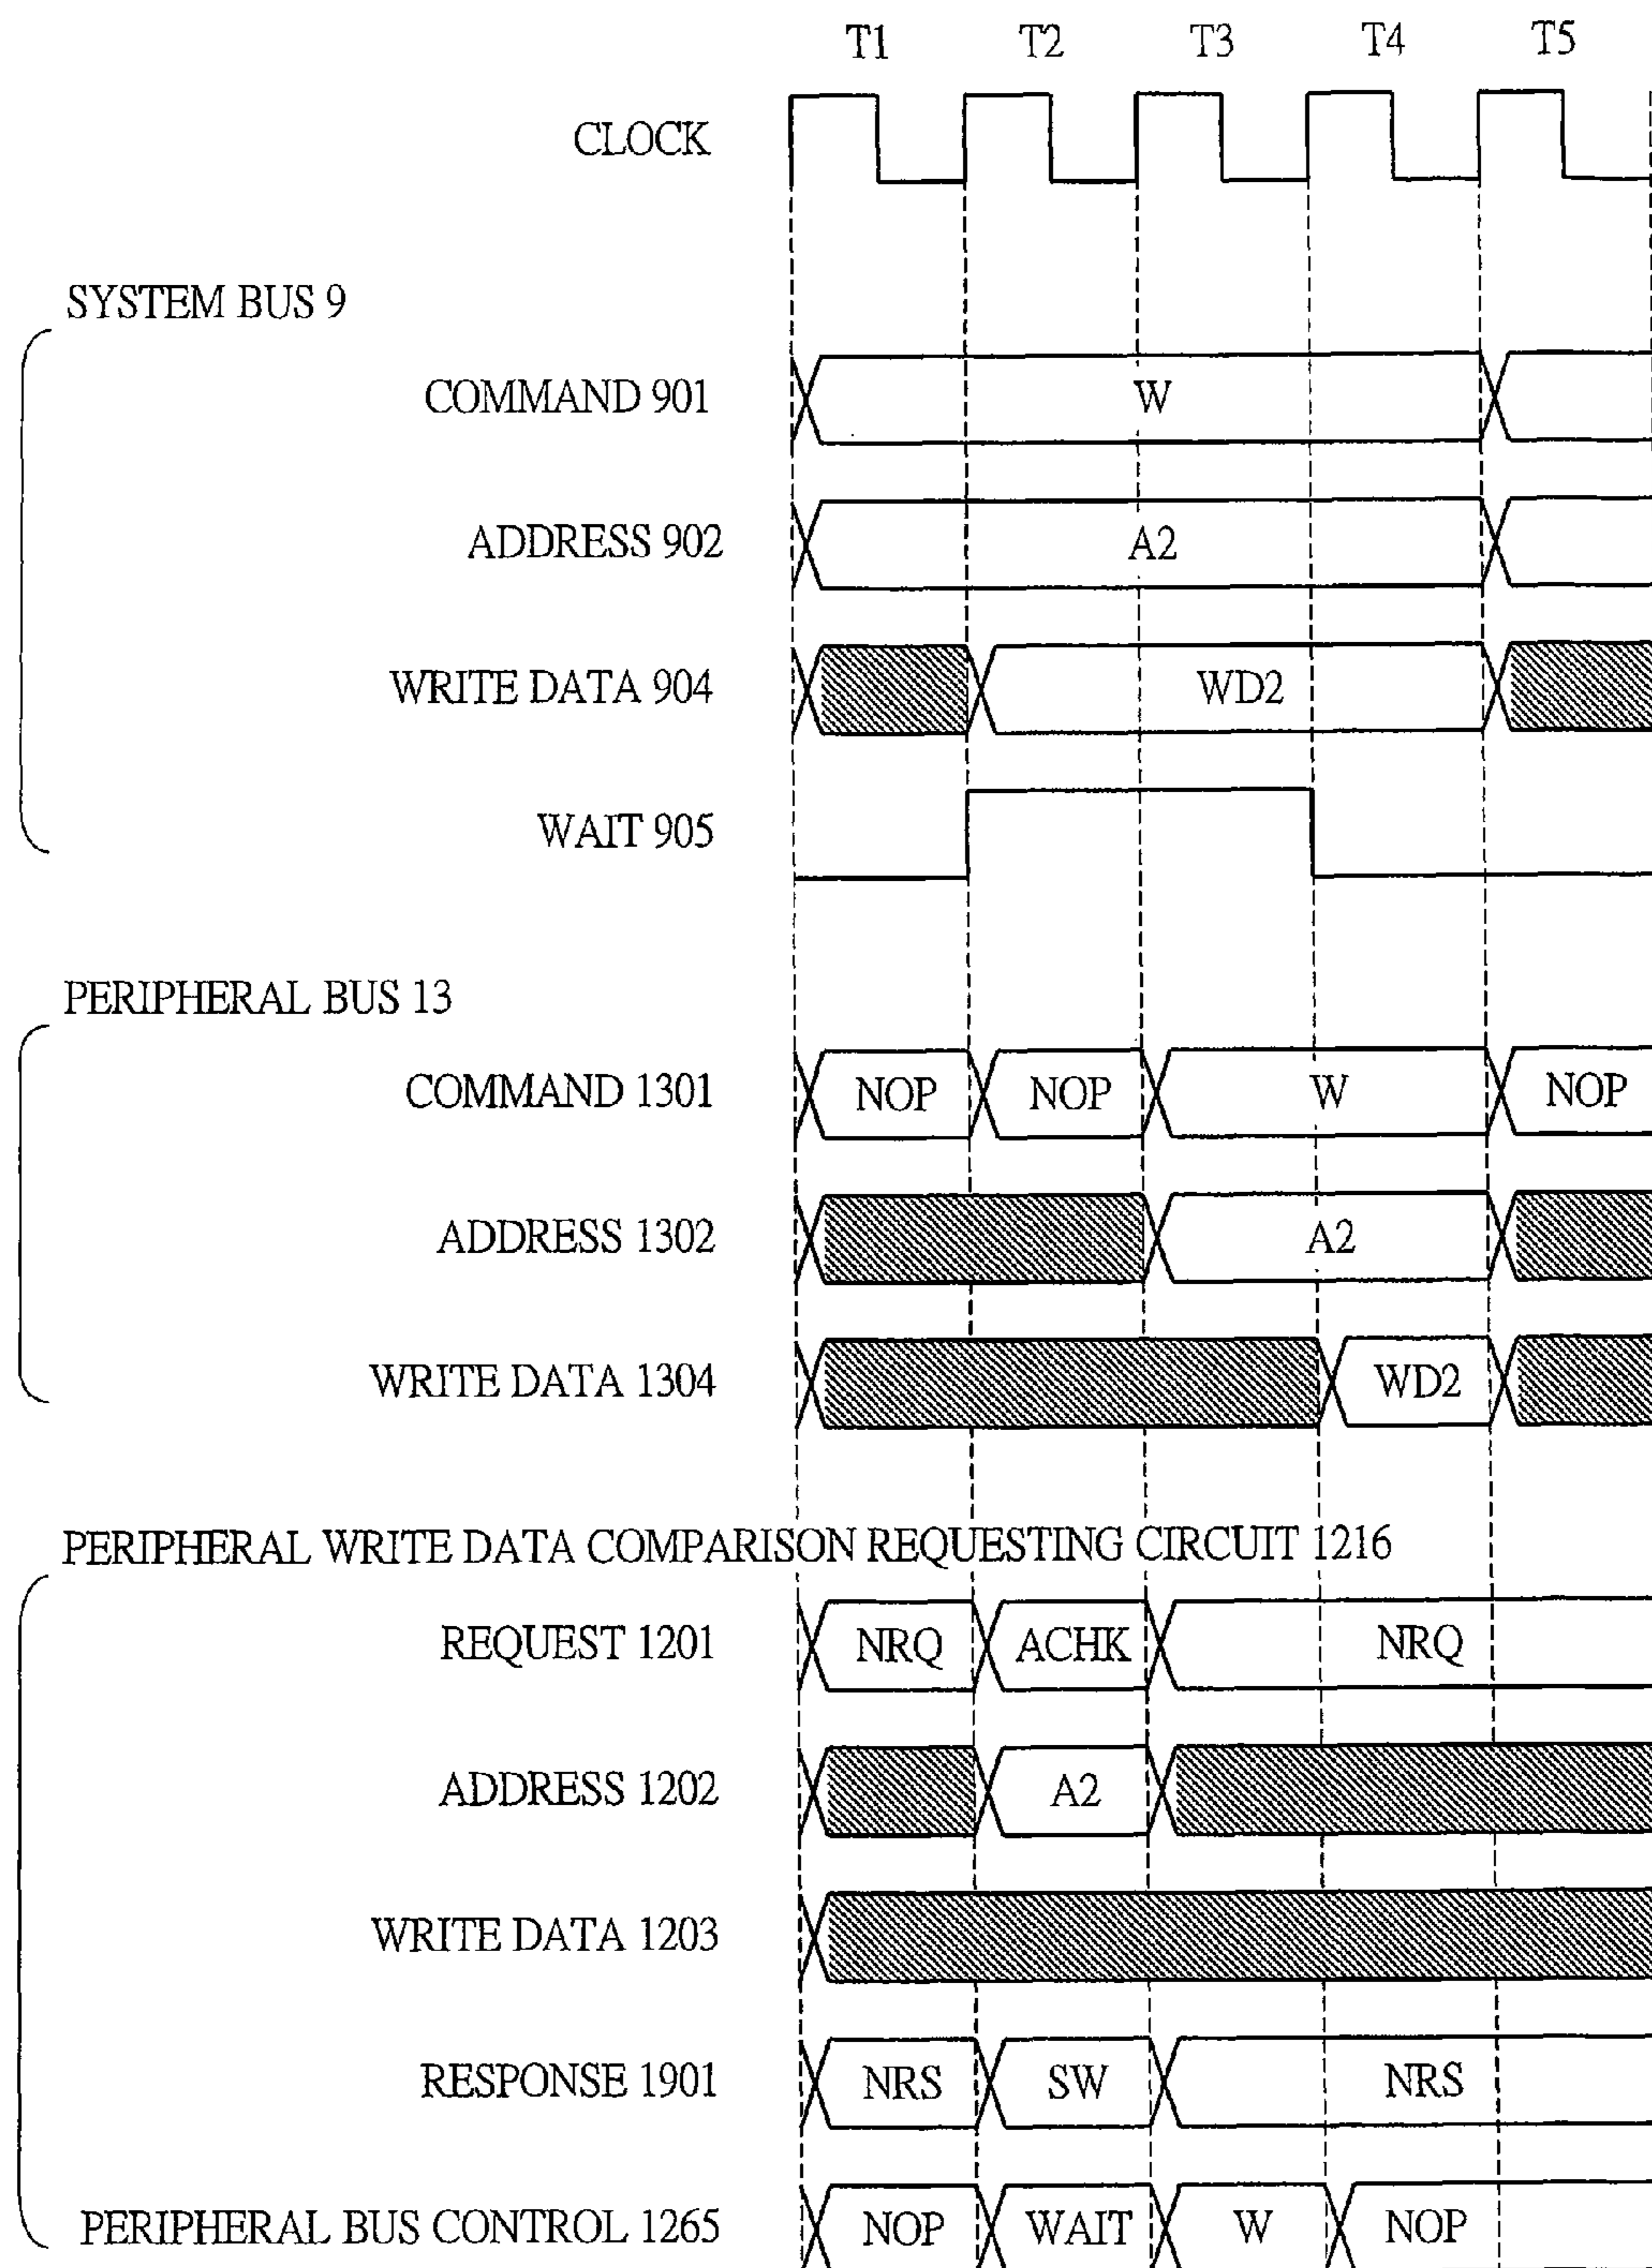 T1 T2 T3 T4 T5
CLOCK
SYSTEM BUS 9
COMMAND 901 W
ADDRESS 902 A2
WRITE DATA 904 WD2
WAIT 905
PERIPHERAL BUS 13
COMMAND 1301 NOP NOP W NOP
ADDRESS 1302 A2
WRITE DATA 1304 WD2
PERIPHERAL WRITE DATA COMPARISON REQUESTING CIRCUIT 1216
REQUEST 1201 NRQ ACHK NRQ
ADDRESS 1202 A2
WRITE DATA 1203
RESPONSE 1901 NRS SW NRS
PERIPHERAL BUS CONTROL 1265 NOP WAIT W NOP